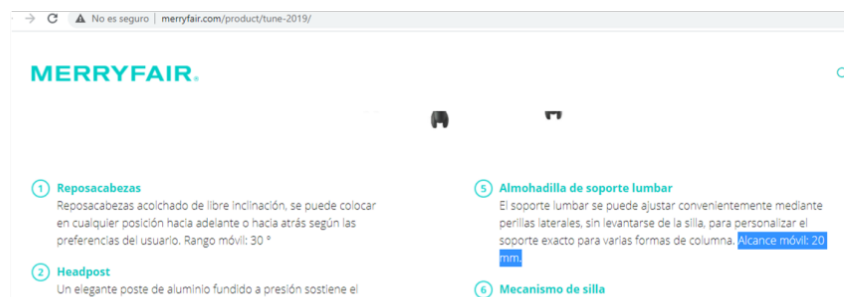 No es seguro | merryfair.com/product/tune-2019/
MERRYFAIR.
1 Reposacabezas
Reposacabezas acolchado de libre inclinación, se puede colocar
en cualquier posición hacia adelante o hacia atrás según las
preferencias del usuario. Rango móvil: 30 °
2 Headpost
Un elegante poste de aluminio fundido a presión sostiene el
5 Almohadilla de soporte lumbar
El soporte lumbar se puede ajustar convenientemente mediante
perillas laterales, sin levantarse de la silla, para personalizar el
soporte exacto para varias formas de columna. Alcance móvil: 20
mm.
6 Mecanismo de silla